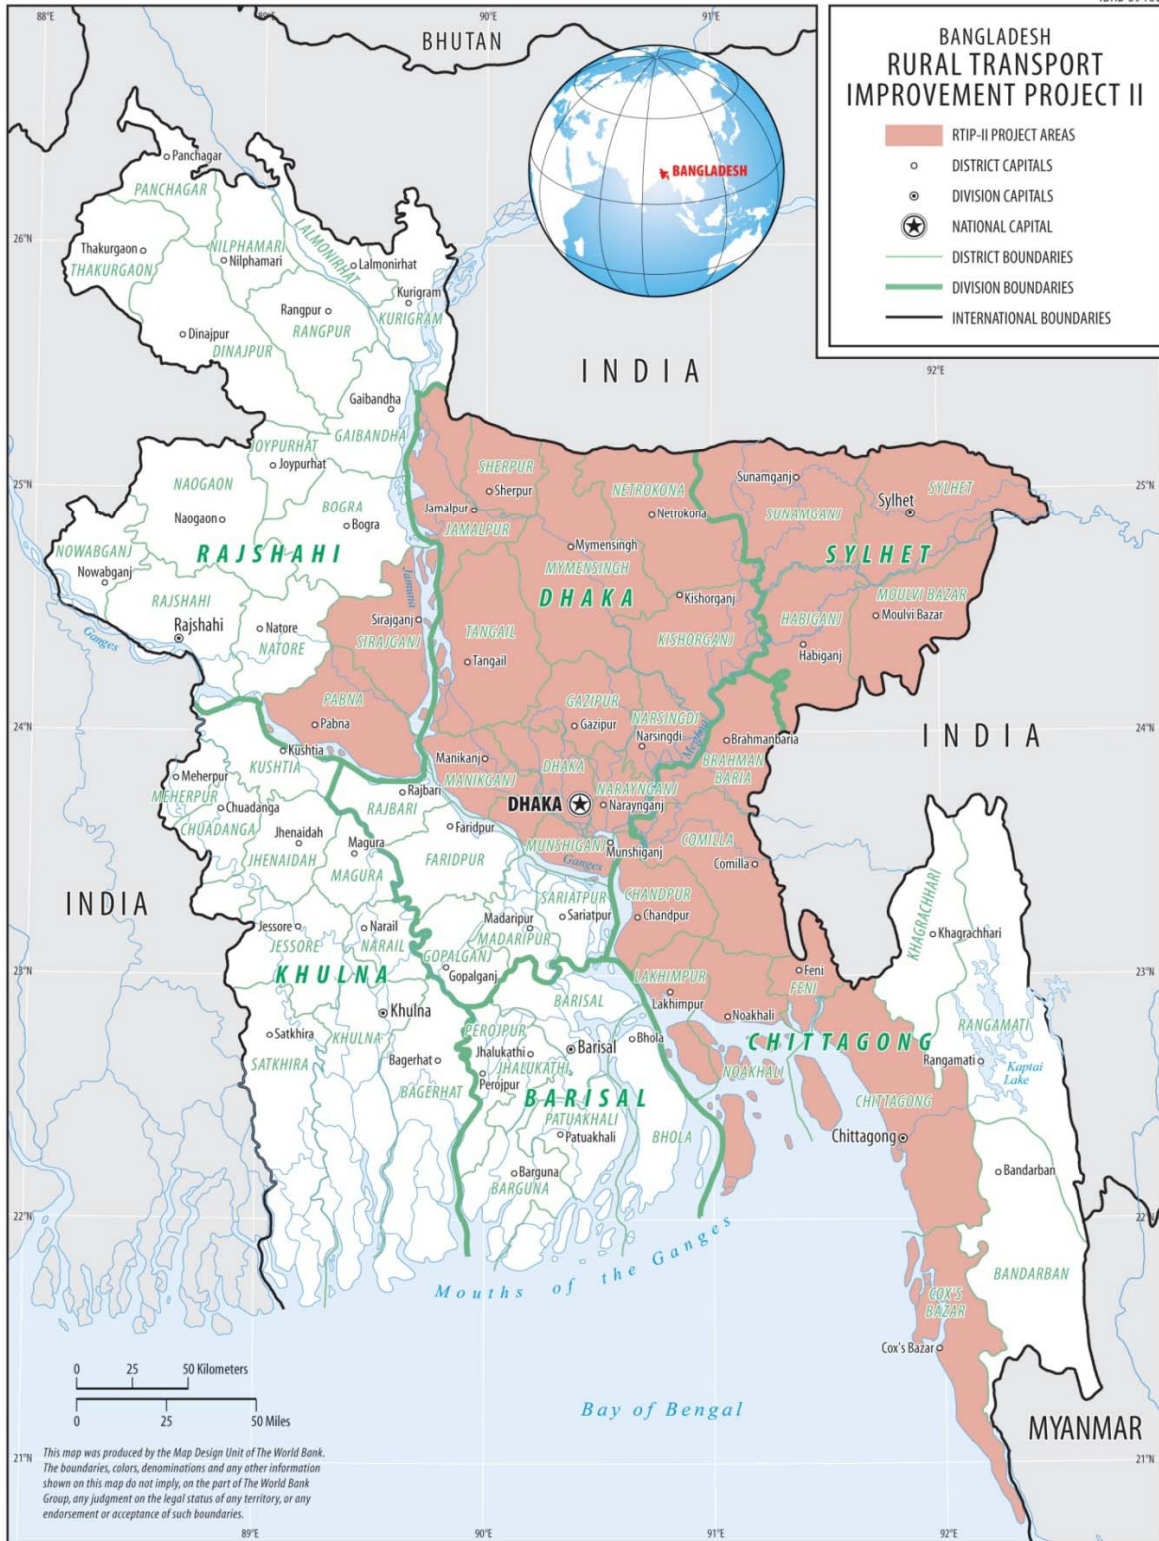 88°E
89°E
90°E
91°E
BHUTAN
BANGLADESH
RURAL TRANSPORT
IMPROVEMENT PROJECT II
RTIP-II PROJECT AREAS
DISTRICT CAPITALS
DIVISION CAPITALS
NATIONAL CAPITAL
DISTRICT BOUNDARIES
DIVISION BOUNDARIES
INTERNATIONAL BOUNDARIES
BANGLADESH
Panchagar
PANCHAGAR
26°N
Thakurgaon
THAKURGAON
NILPHAMARI
Nilphamari
LALMONIRHAT
Lalmonirhat
Kurigram
KURIGRAM
Rangpur
RANGPUR
Dinajpur
DINAJPUR
INDIA
92°E
Gaibandha
GAIBANDHA
JOYPURHAT
Joypurhat
25°N
25°N
NAOGAON
Naogaon
BOGRA
Bogra
SHERPUR
Sherpur
Jamalpur
JAMALPUR
NETROKONA
Netrokona
Sunamganj
SUNAMGANJ
Sylhet
SYLHET
NOWABGANJ
Nowabganj
RAJSHAHI
Mymensingh
MYMENSINGH
DHAKA
SYLHET
RAJSHAHI
Rajshahi
Ganges
Natore
NATORE
Jamuna
Sirajganj
SIRAJGANJ
TANGAIL
Tangail
Kishorganj
KISHORGANJ
HABIGANJ
Habiganj
MOULVI BAZAR
Moulvi Bazar
PABNA
Pabna
24°N
24°N
GAZIPUR
Gazipur
NARSINGDI
Narsingdi
Meghna
Brahmanbaria
BRAHMAN
BARIA
INDIA
Kushtia
KUSHTIA
Meherpur
MEHERPUR
Chuadanga
CHUADANGA
Manikanj
MANIKGANJ
DHAKA
DHAKA
NARAYNGANJ
Naraynganj
Rajbari
RAJBARI
Faridpur
FARIDPUR
MUNSHIGANJ
Munshiganj
Ganges
COMILLA
Comilla
Jhenaidah
JHENAIDAH
Magura
MAGURA
INDIA
Jessore
JESSORE
Narail
NARAIL
KHULNA
SARIATPUR
Sariatpur
Madaripur
MADARIPUR
GOPALGANJ
Gopalganj
CHANDPUR
Chandpur
KHAGRACHHARI
Khagrachhari
23°N
23°N
LAKHIMPUR
Lakhimpur
Feni
FENI
Noakhali
NOAKHALI
CHITTAGONG
RANGAMATI
Rangamati
Kaptai
Lake
Satkhira
SATKHIRA
Khulna
KHULNA
Bagerhat
BAGERHAT
BARISAL
PEROJPUR
Jhalukathi
JHALUKATHI
Perojpur
Barisal
Bhola
BARISAL
PATUAKHALI
Patuakhali
BHOLA
Barguna
BARGUNA
CHITTAGONG
Chittagong
Bandarban
BANDARBAN
22°N
22°N
Mouths of the Ganges
COX'S
BAZAR
Cox's Bazar
0 25 50 Kilometers
0 25 50 Miles
Bay of Bengal
MYANMAR
21°N
21°N
This map was produced by the Map Design Unit of The World Bank.
The boundaries, colors, denominations and any other information
shown on this map do not imply, on the part of The World Bank
Group, any judgment on the legal status of any territory, or any
endorsement or acceptance of such boundaries.
89°E
90°E
91°E
92°E